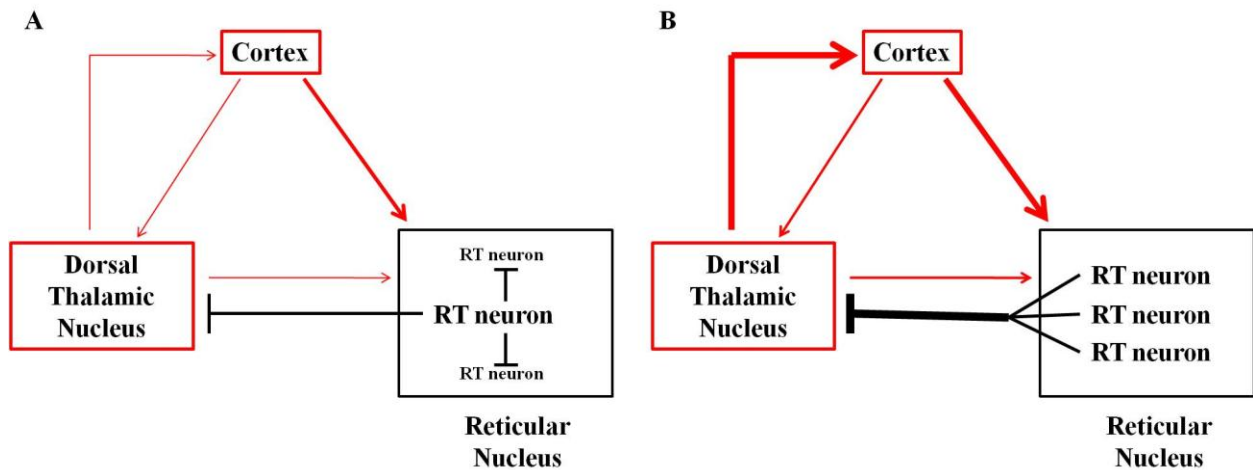 A
Cortex
Dorsal
Thalamic
Nucleus
RT neuron
RT neuron
RT neuron
Reticular
Nucleus
B
Cortex
Dorsal
Thalamic
Nucleus
RT neuron
RT neuron
RT neuron
Reticular
Nucleus